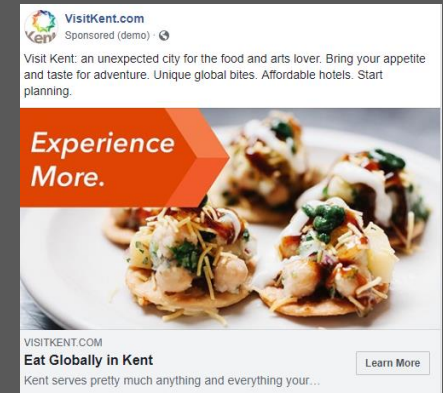 VisitKent.com
Kent
Sponsored (demo) ·
Visit Kent: an unexpected city for the food and arts lover. Bring your appetite
and taste for adventure. Unique global bites. Affordable hotels. Start
planning.
Experience
More.
VISITKENT.COM
Eat Globally in Kent
Learn More
Kent serves pretty much anything and everything your…